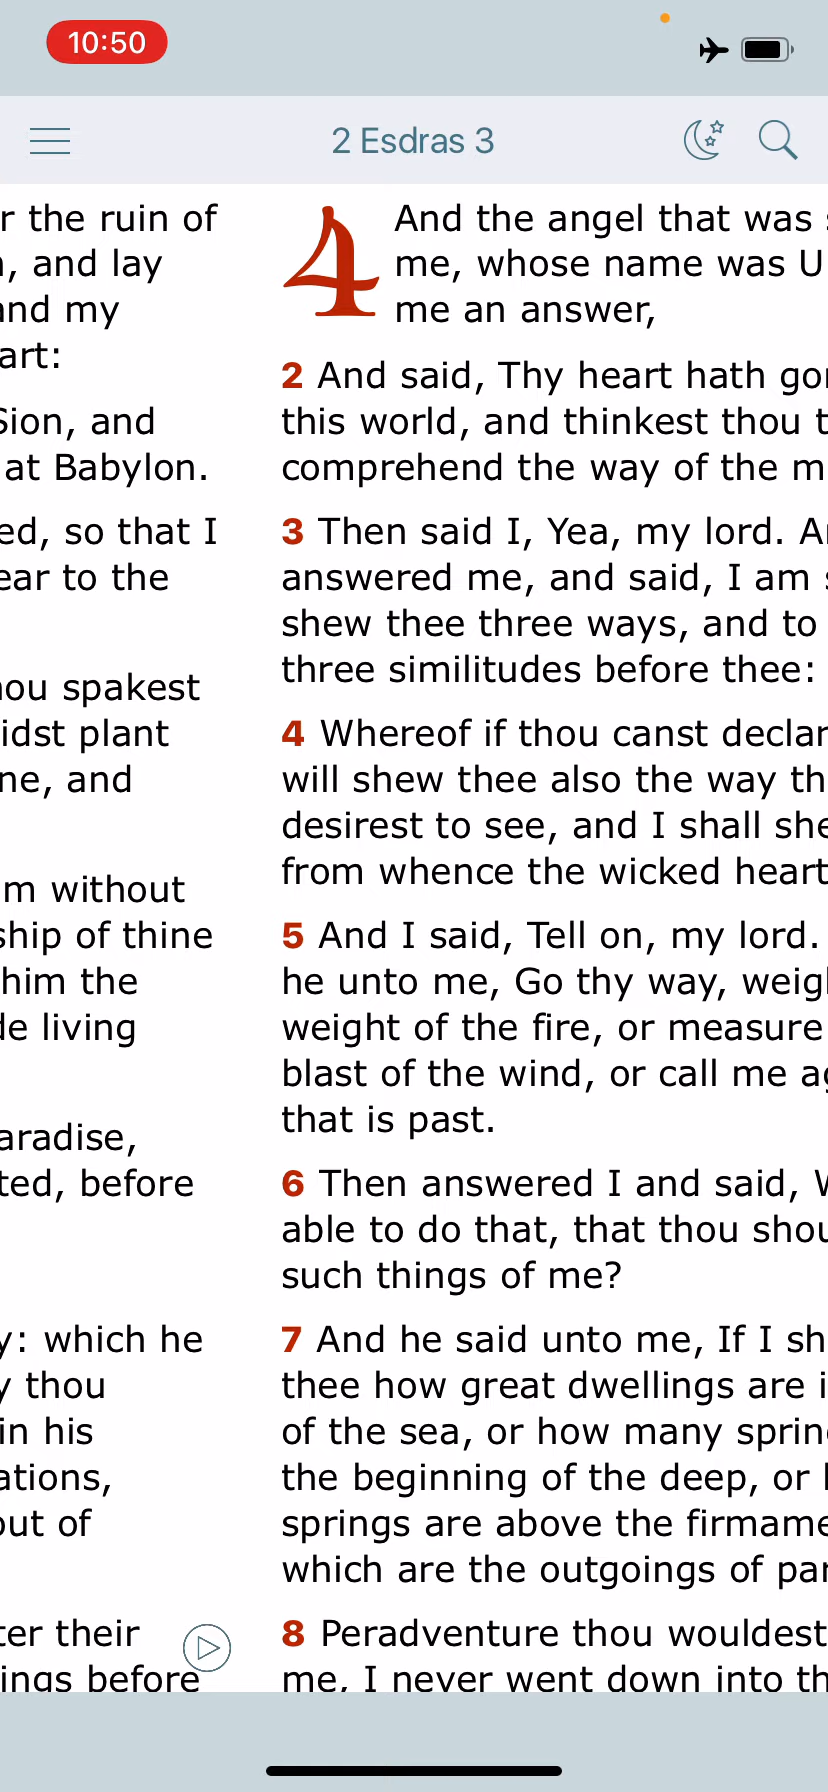 10:50
2 Esdras 3
r the ruin of
, and lay
and my
art:
Sion, and
at Babylon.
ed, so that I
ear to the
ou spakest
idst plant
ne, and
m without
ship of thine
him the
de living
aradise,
ted, before
y: which he
y thou
in his
ations,
out of
ter their
ings before
4 And the angel that was
me, whose name was U
me an answer,
2 And said, Thy heart hath
this world, and thinkest thou t
comprehend the way of the m
3 Then said I, Yea, my lord.
answered me, and said, I am
shew thee three ways, and to
three similitudes before thee:
4 Whereof if thou canst declar
will shew thee also the way th
desirest to see, and I shall she
from whence the wicked heart
5 And I said, Tell on, my lord.
he unto me, Go thy way, weig
weight of the fire, or measure
blast of the wind, or call me
that is past.
6 Then answered I and said,
able to do that, that thou shou
such things of me?
7 And he said unto me, If I sh
thee how great dwellings are i
of the sea, or how many sprin
the beginning of the deep, or
springs are above the firmame
which are the outgoings of par
8 Peradventure thou wouldest
me, I never went down into th